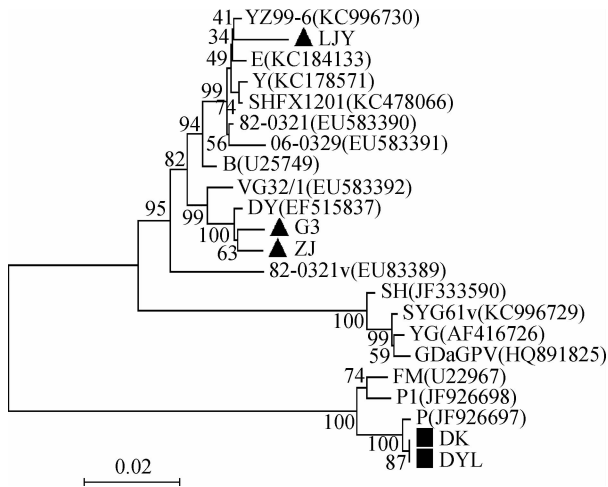 41 YZ99-6(KC996730)
34 LJY
49 E(KC184133)
Y(KC178571)
99 74 SHFX1201(KC478066)
82-0321(EU583390)
94 56 06-0329(EU583391)
82 B(U25749)
VG32/1(EU583392)
99 DY(EF515837)
95 100 G3
63 ZJ
82-0321v(EU83389)
SH(JF333590)
100 SYG61v(KC996729)
99 YG(AF416726)
59 GDaGPV(HQ891825)
74 FM(U22967)
P1(JF926698)
100 P(JF926697)
100 DK
87 DYL
0.02